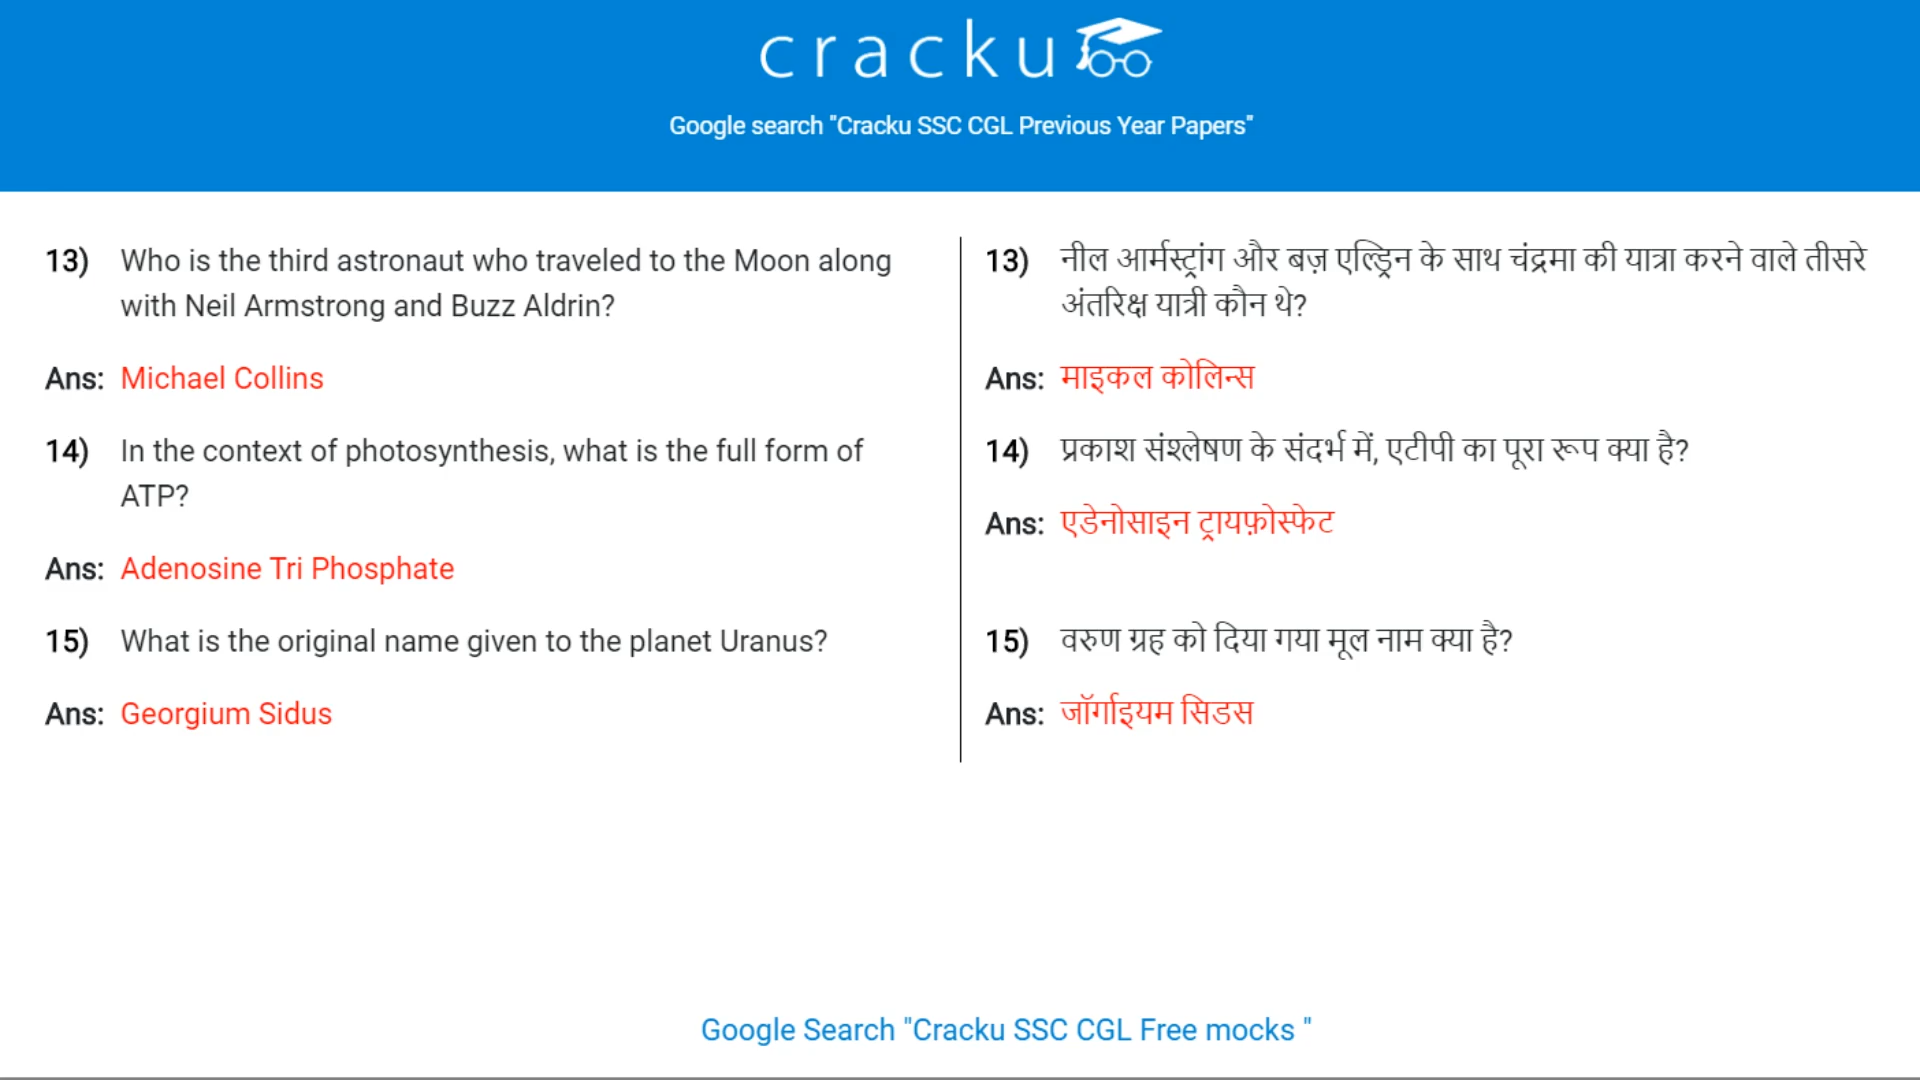 cracku
Google search "Cracku SSC CGL Previous Year Papers"
13) Who is the third astronaut who traveled to the Moon along
with Neil Armstrong and Buzz Aldrin?
Ans: Michael Collins
14) In the context of photosynthesis, what is the full form of
ATP?
Ans: Adenosine Tri Phosphate
15) What is the original name given to the planet Uranus?
Ans: Georgium Sidus
13) नील आर्मस्ट्रांग और बज़ एल्ड्रिन के साथ चंद्रमा की यात्रा करने वाले तीसरे
अंतरिक्ष यात्री कौन थे?
Ans: माइकल कोलिन्स
14) प्रकाश संश्लेषण के संदर्भ में, एटीपी का पूरा रूप क्या है?
Ans: एडेनोसाइन ट्रायफ़ोस्फेट
15) वरुण ग्रह को दिया गया मूल नाम क्या है?
Ans: जॉर्गाइयम सिडस
Google Search "Cracku SSC CGL Free mocks "